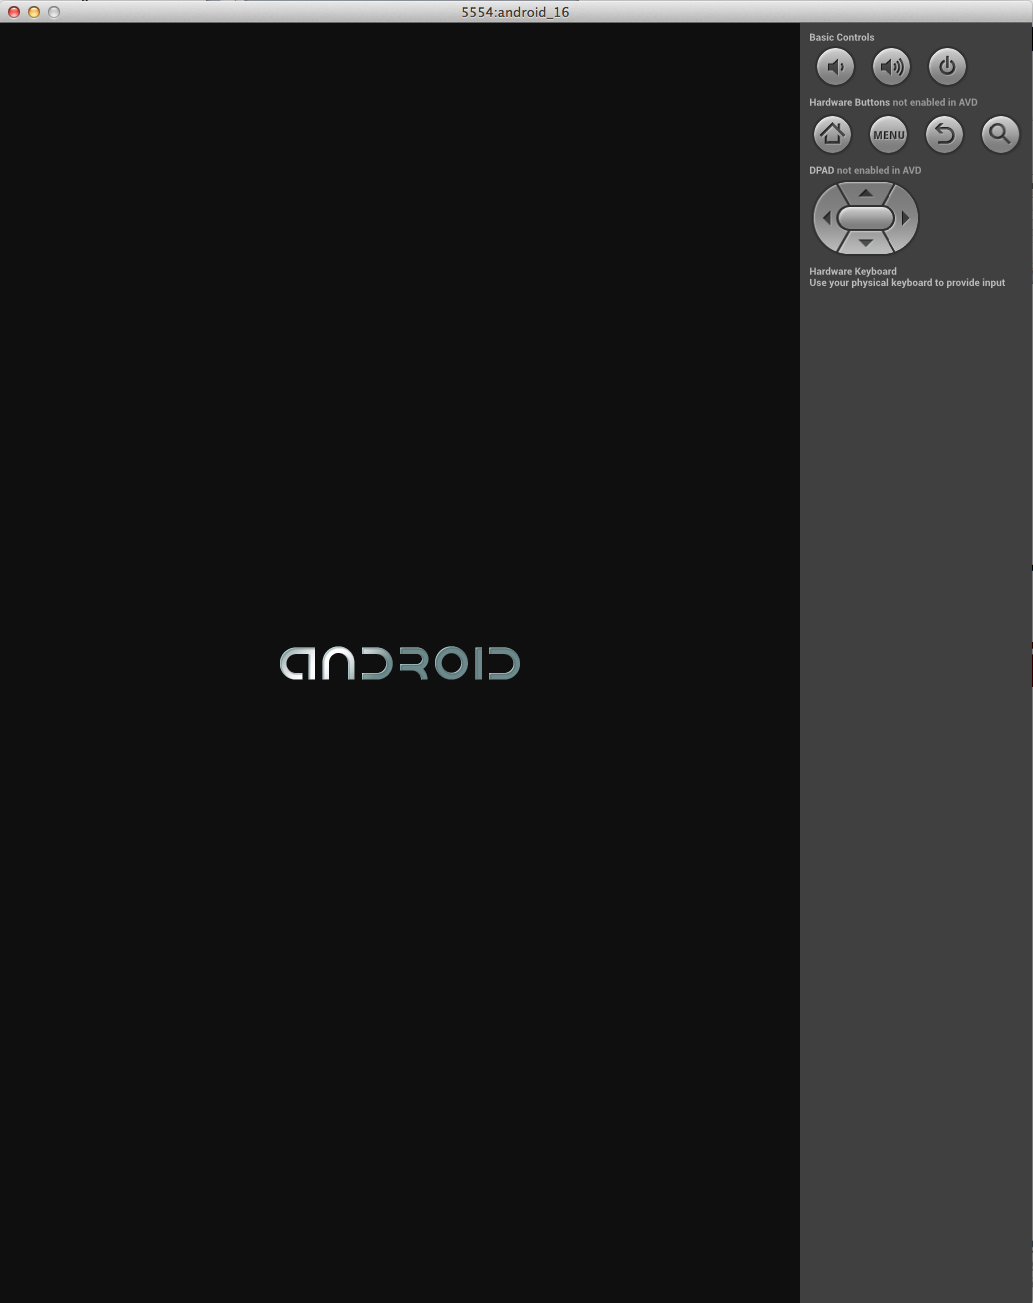 5554:android_16
Basic Controls
Hardware Buttons not enabled in AVD
MENU
DPAD not enabled in AVD
Hardware Keyboard
Use your physical keyboard to provide input
ANDROID